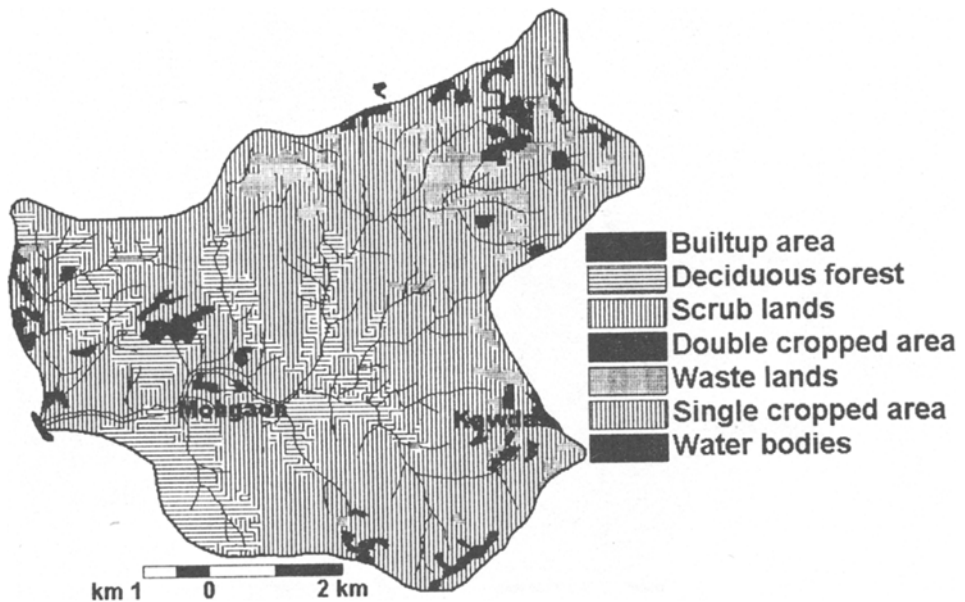 Builtup area
Deciduous forest
Scrub lands
Double cropped area
Waste lands
Single cropped area
Water bodies
Mohgaon
km 1 0 2 km